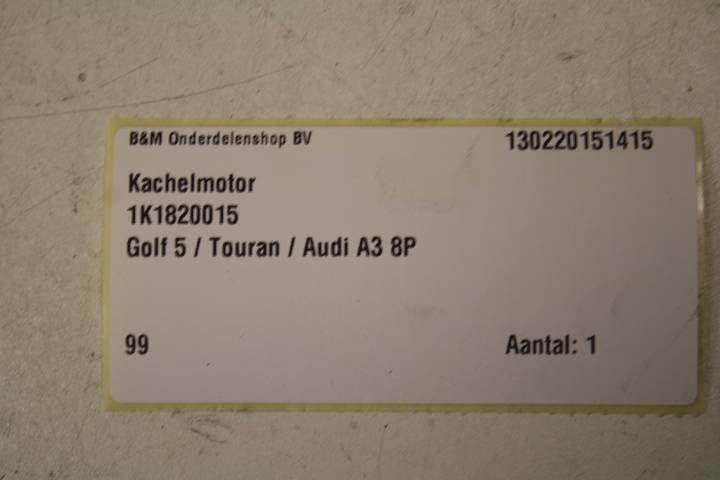 B&M Onderdelenshop BV 130220151415
Kachelmotor
1K1820015
Golf 5 / Touran / Audi A3 8P
99 Aantal: 1